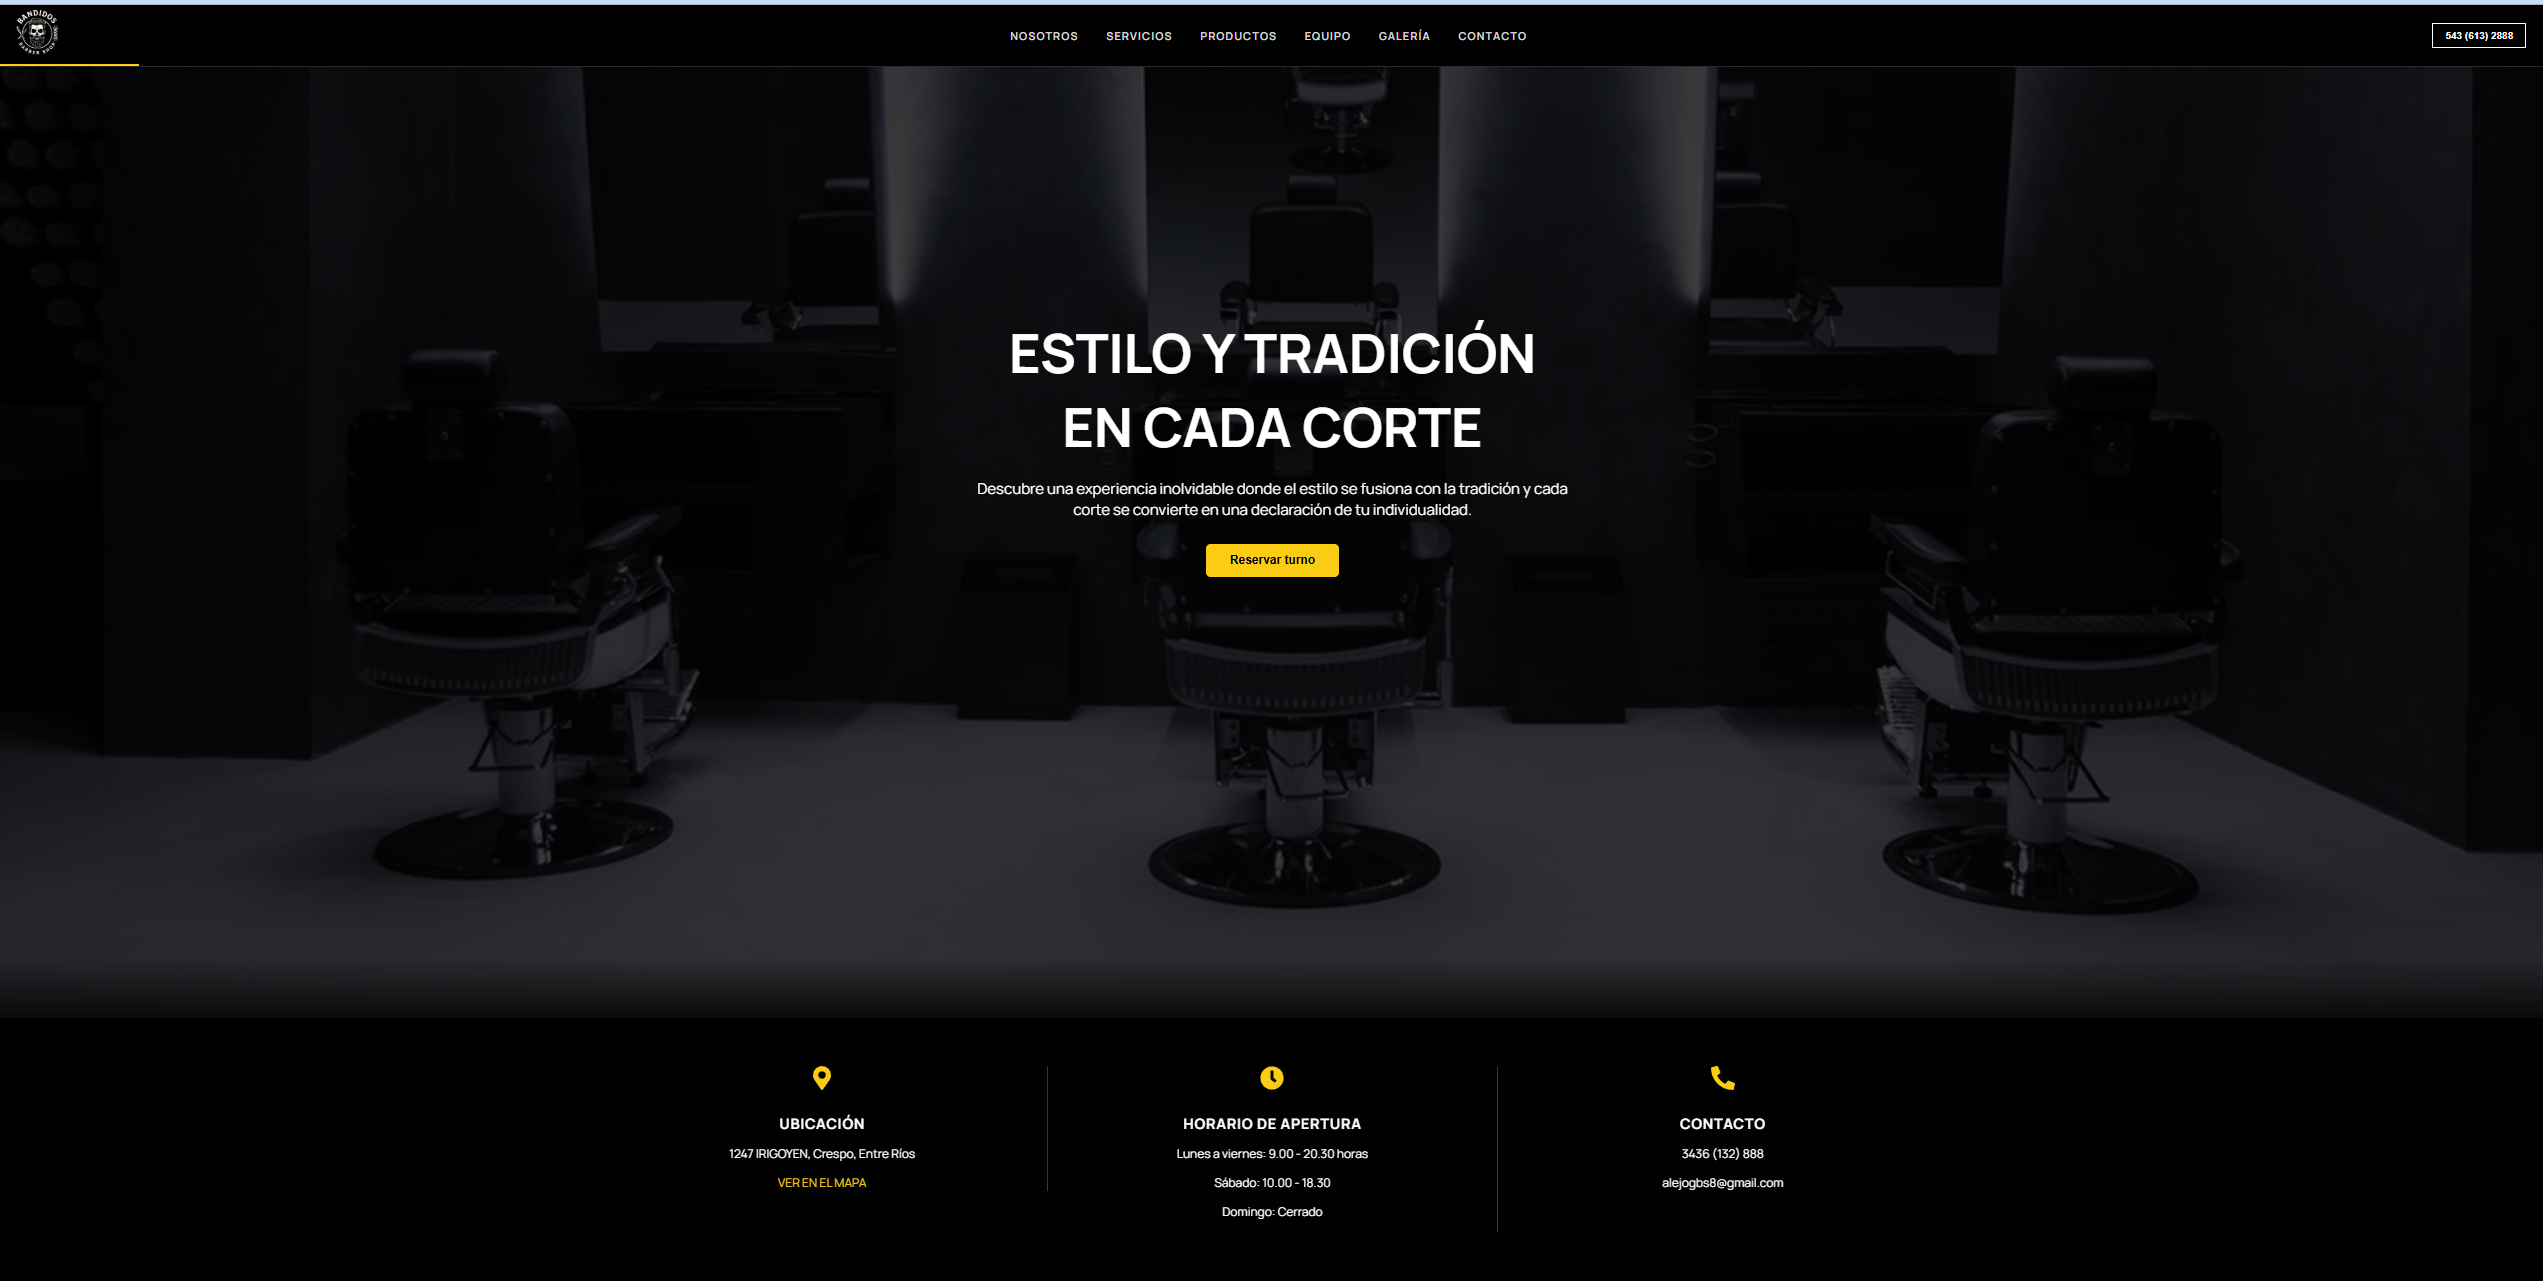 BANDIDOS
BARBER SHOP
NOSOTROS
SERVICIOS
PRODUCTOS
EQUIPO
GALERÍA
CONTACTO
543 (613) 2888
ESTILO Y TRADICIÓN
EN CADA CORTE
Descubre una experiencia inolvidable donde el estilo se fusiona con la tradición y cada
corte se convierte en una declaración de tu individualidad.
Reservar turno
UBICACIÓN
1247 IRIGOYEN, Crespo, Entre Ríos
VER EN EL MAPA
HORARIO DE APERTURA
Lunes a viernes: 9.00 - 20.30 horas
Sábado: 10.00 - 18.30
Domingo: Cerrado
CONTACTO
3436 (132) 888
alejogbs8@gmail.com